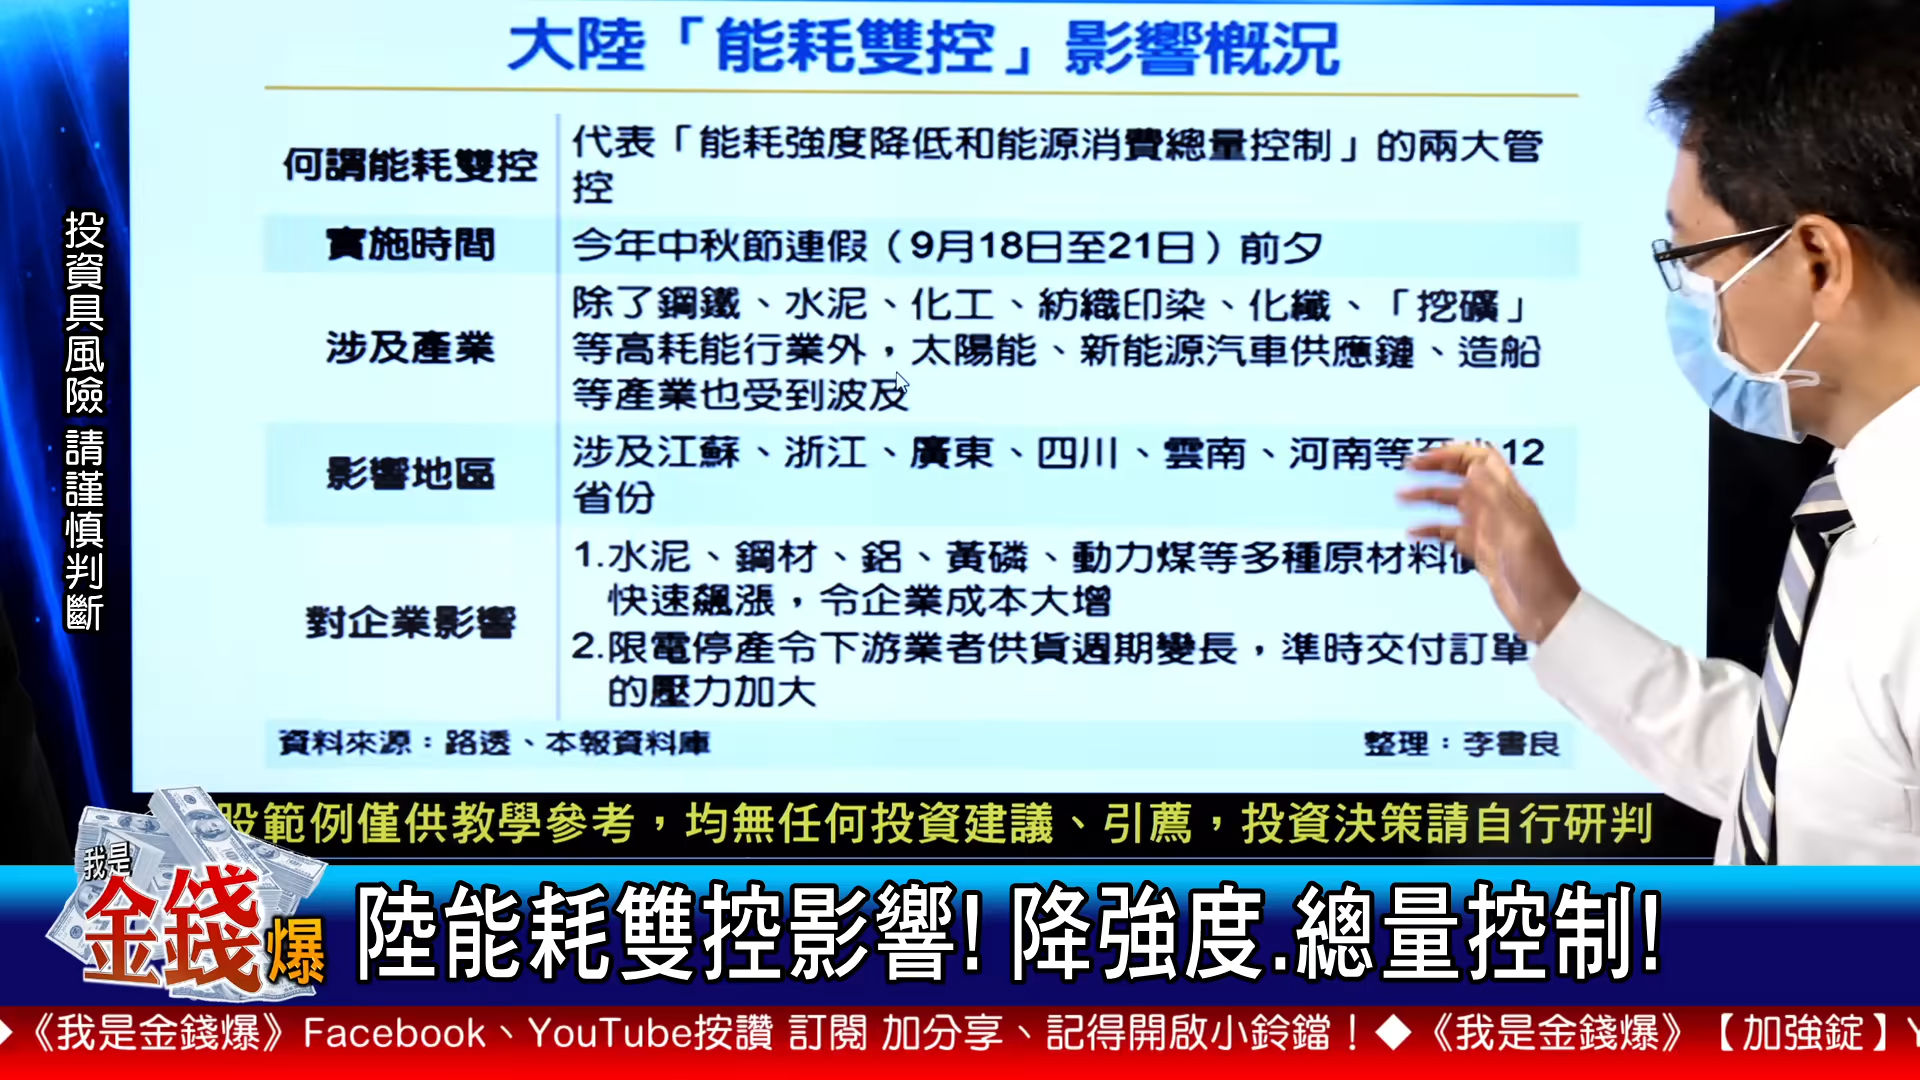 大陸「能耗雙控」影響概況
何謂能耗雙控
代表「能耗強度降低和能源消費總量控制」的兩大管
控
實施時間
今年中秋節連假（9月18日至21日）前夕
涉及產業
除了鋼鐵、水泥、化工、紡織印染、化纖、「挖礦」
等高耗能行業外，太陽能、新能源汽車供應鏈、造船
等產業也受到波及
影響地區
涉及江蘇、浙江、廣東、四川、雲南、河南等 12
省份
對企業影響
1.水泥、鋼材、鋁、黃磷、動力煤等多種原材料
快速飆漲，令企業成本大增
2.限電停產令下游業者供貨週期變長，準時交付訂單
的壓力加大
資料來源：路透、本報資料庫
整理：李書良
投資具風險 請謹慎判斷
股範例僅供教學參考，均無任何投資建議、引薦，投資決策請自行研判
我是
金錢爆
陸能耗雙控影響! 降強度.總量控制!
◆《我是金錢爆》Facebook、YouTube按讚 訂閱 加分享、記得開啟小鈴鐺！◆《我是金錢爆》【加強錠】Y